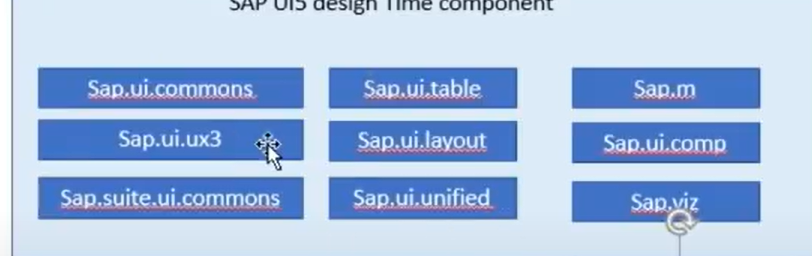 SAP UI5 design Time component
Sap.ui.commons
Sap.ui.table
Sap.m
Sap.ui.ux3
Sap.ui.layout
Sap.ui.comp
Sap.suite.ui.commons
Sap.ui.unified
Sap.viz